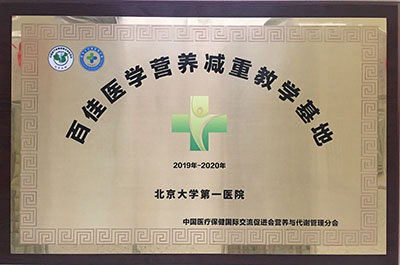 百佳医学营养减重教学基地
2019年-2020年
北京大学第一医院
中国医疗保健国际交流促进会营养与代谢管理分会